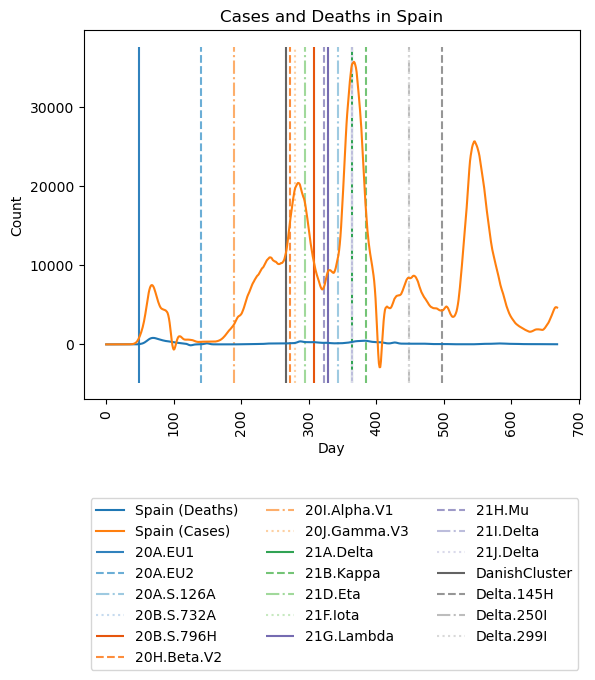 Cases and Deaths in Spain
Count
30000
20000
10000
0
0
100
200
300
400
500
600
700
Day
Spain (Deaths)
Spain (Cases)
20A.EU1
20A.EU2
20A.S.126A
20B.S.732A
20B.S.796H
20H.Beta.V2
20I.Alpha.V1
20J.Gamma.V3
21A.Delta
21B.Kappa
21D.Eta
21F.Iota
21G.Lambda
21H.Mu
21I.Delta
21J.Delta
DanishCluster
Delta.145H
Delta.250I
Delta.299I